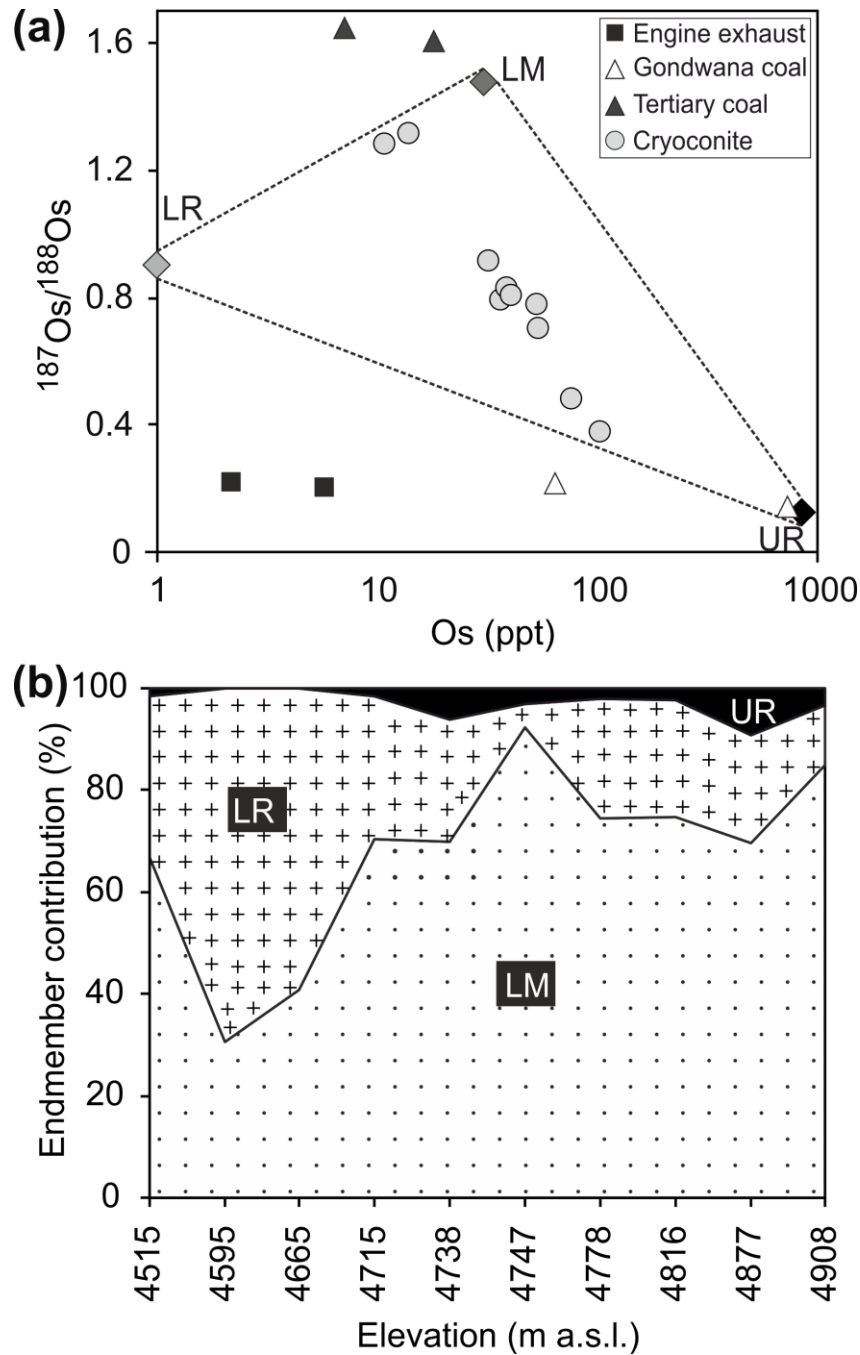 (a)
1.6
1.2
0.8
0.4
0
187Os/188Os
LM
LR
UR
Engine exhaust
Gondwana coal
Tertiary coal
Cryoconite
1
10
100
1000
Os (ppt)
(b)
100
80
60
40
20
0
Endmember contribution (%)
UR
LR
LM
4515
4595
4665
4715
4738
4747
4778
4816
4877
4908
Elevation (m a.s.l.)